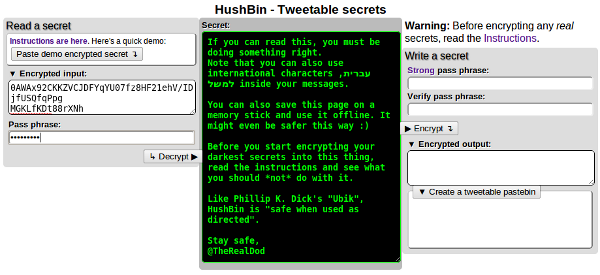 HushBin - Tweetable secrets
Read a secret
Instructions are here. Here's a quick demo:
Paste demo encrypted secret ↴
▼ Encrypted input:
0AWAx92CKKZVCJDFYqYU07fz8HF21ehV/ID
jfUSQfqPpg
MGKLfKDt88rXNh
Pass phrase:
•••••••••
↳ Decrypt ▶
Secret:
If you can read this, you must be
doing something right.
Note that you can also use
international characters ,עברית
למשל inside your messages.
You can also save this page on a
memory stick and use it offline. It
might even be safer this way :)
Before you start encrypting your
darkest secrets into this thing,
read the instructions and see what
you should *not* do with it.
Like Phillip K. Dick's "Ubik",
HushBin is "safe when used as
directed".
Stay safe,
@TheRealDod
Warning: Before encrypting any real
secrets, read the Instructions.
Write a secret
Strong pass phrase:
Verify pass phrase:
▶ Encrypt ↴
▼ Encrypted output:
▼ Create a tweetable pastebin